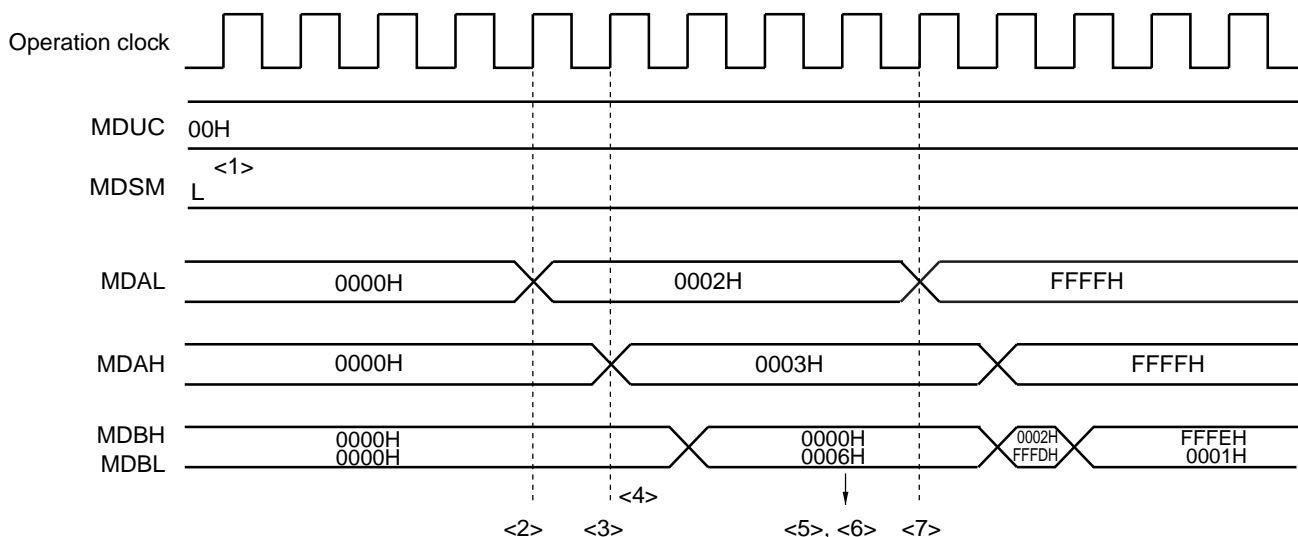 Operation clock
MDUC 00H
<1>
MDSM L
MDAL 0000H 0002H FFFFH
MDAH 0000H 0003H FFFFH
MDBH 0000H 0000H 0002H FFFEH
MDBL 0000H 0006H FFFDH 0001H
<4>
<2> <3> <5>, <6> <7>